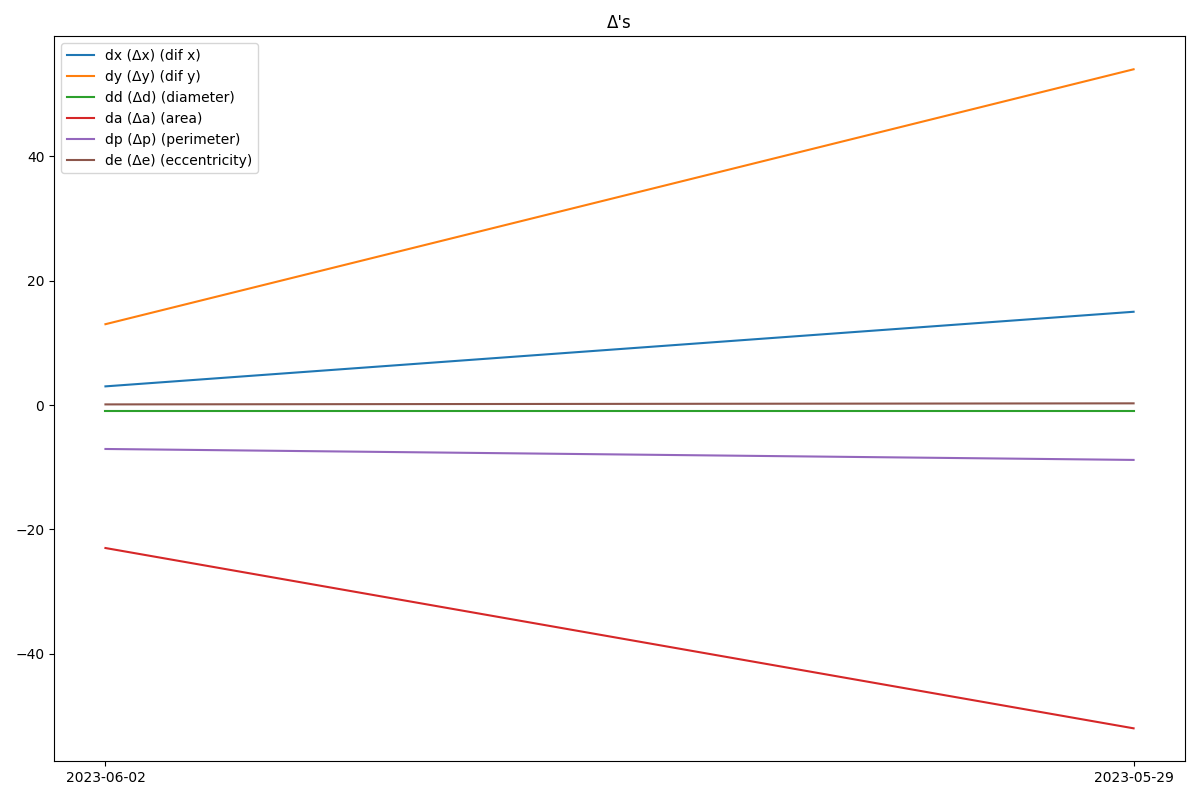 Δ's
dx (Δx) (dif x)
dy (Δy) (dif y)
dd (Δd) (diameter)
da (Δa) (area)
dp (Δp) (perimeter)
de (Δe) (eccentricity)
40
20
0
−20
−40
2023-06-02 2023-05-29